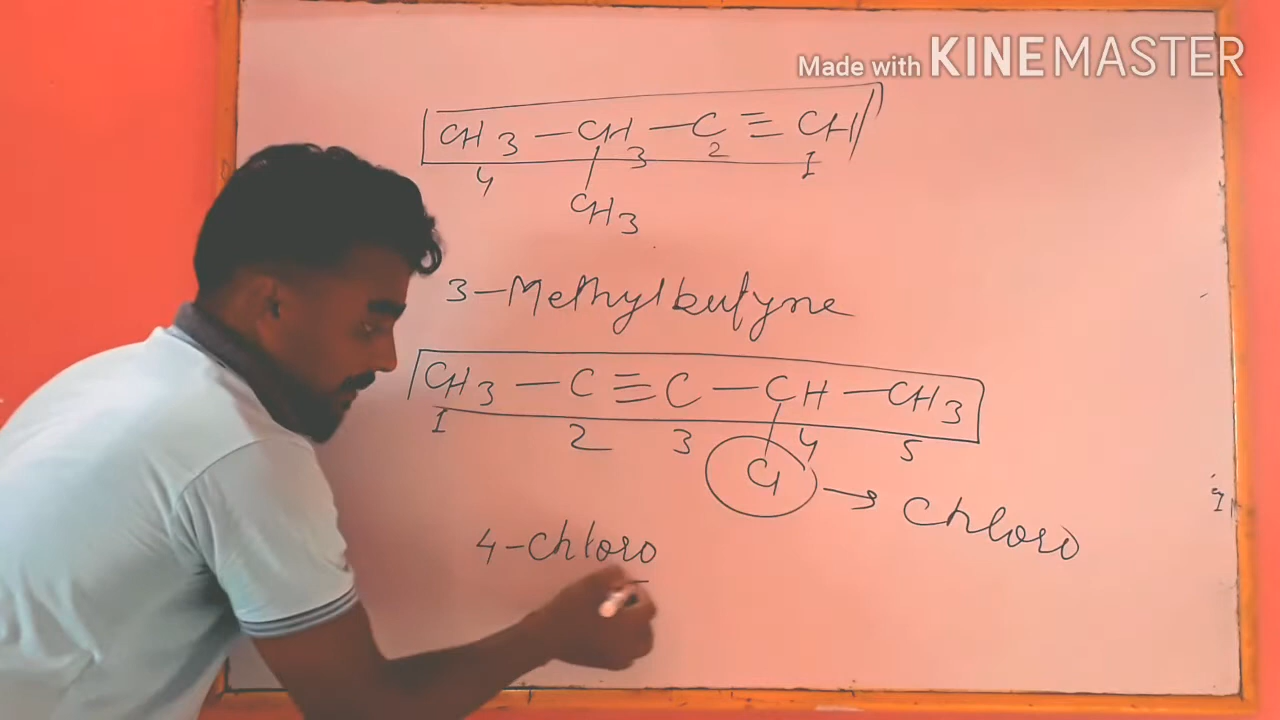 Made with KINEMASTER
CH3 — CH — C ≡ CH
4 3 2 1
CH3
3-Methylbutyne
CH3 — C ≡ C — CH — CH3
1 2 3 4 5
Cl → Chloro
4-Chloro